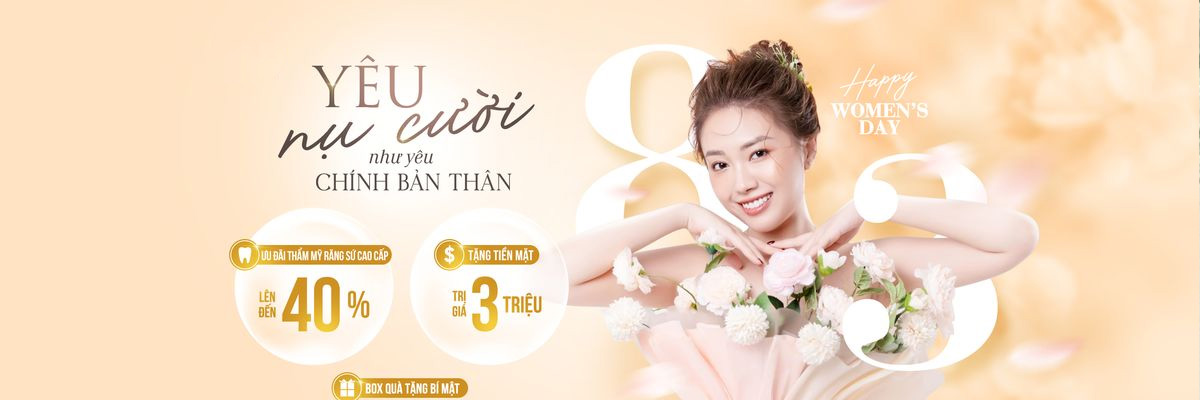 YÊU
nụ cười
như yêu
CHÍNH BẢN THÂN
ƯU ĐÃI THẨM MỸ RĂNG SỨ CAO CẤP
LÊN ĐẾN 40%
TẶNG TIỀN MẶT
TRỊ GIÁ 3 TRIỆU
BOX QUÀ TẶNG BÍ MẬT
8 3
Happy
WOMEN'S
DAY